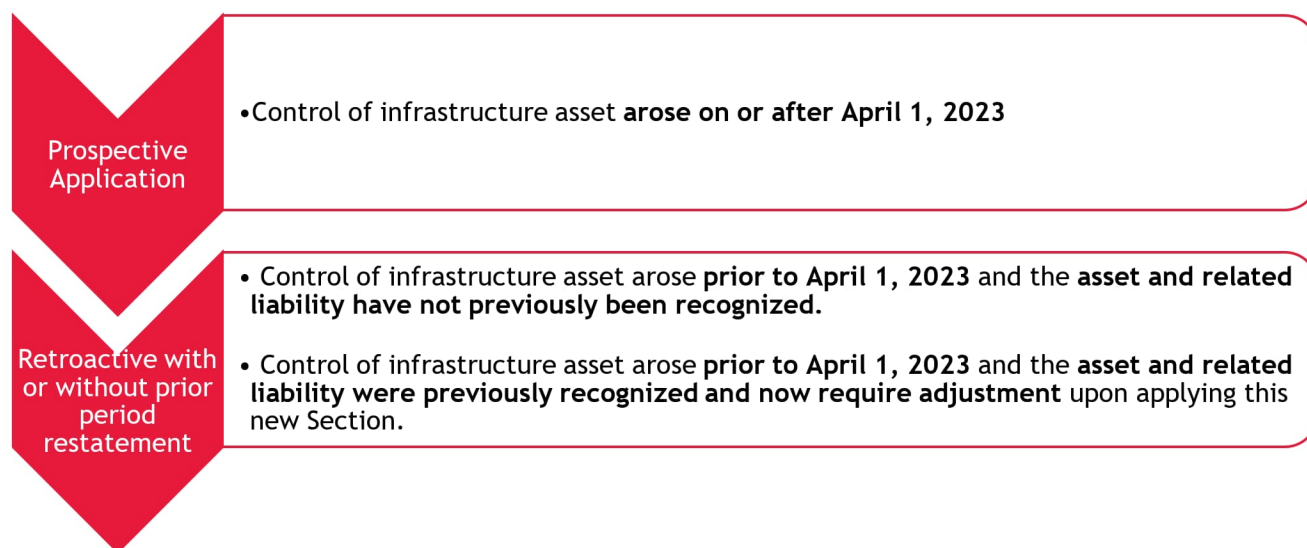 Prospective
Application
•Control of infrastructure asset arose on or after April 1, 2023
Retroactive with
or without prior
period
restatement
• Control of infrastructure asset arose prior to April 1, 2023 and the asset and related
liability have not previously been recognized.
• Control of infrastructure asset arose prior to April 1, 2023 and the asset and related
liability were previously recognized and now require adjustment upon applying this
new Section.